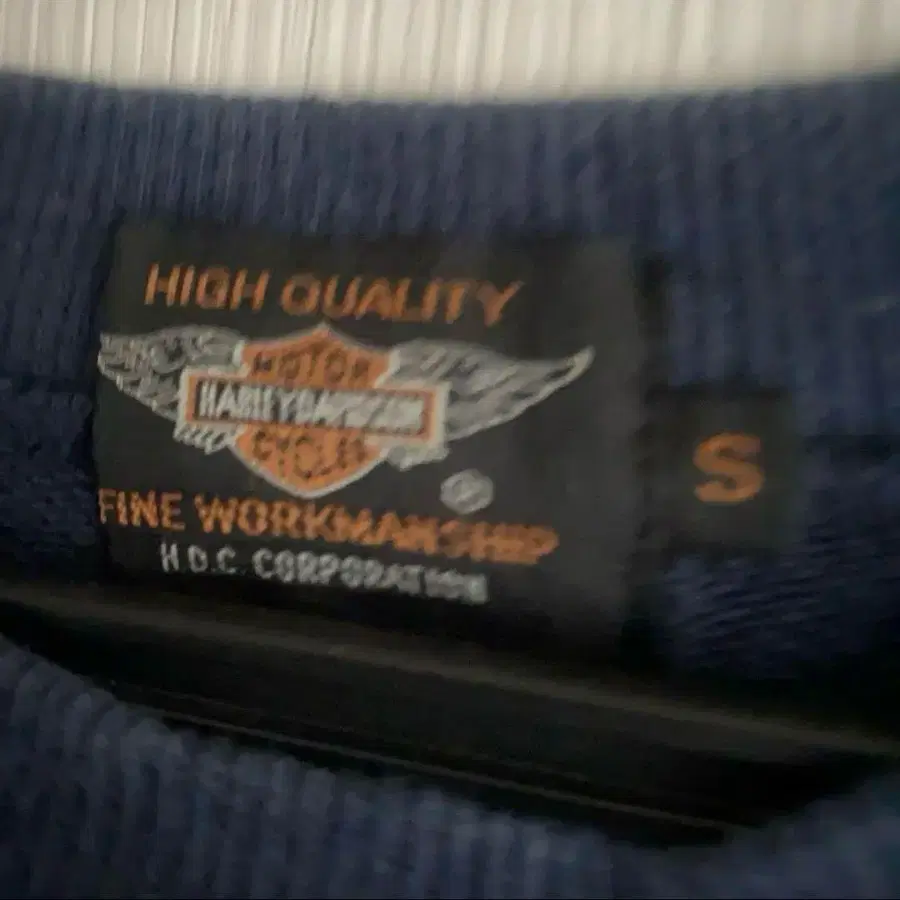 HIGH QUALITY
MOTOR
HARLEY-DAVIDSON
CYCLES
®
FINE WORKMANSHIP
H.D.C. CORPORATION
S